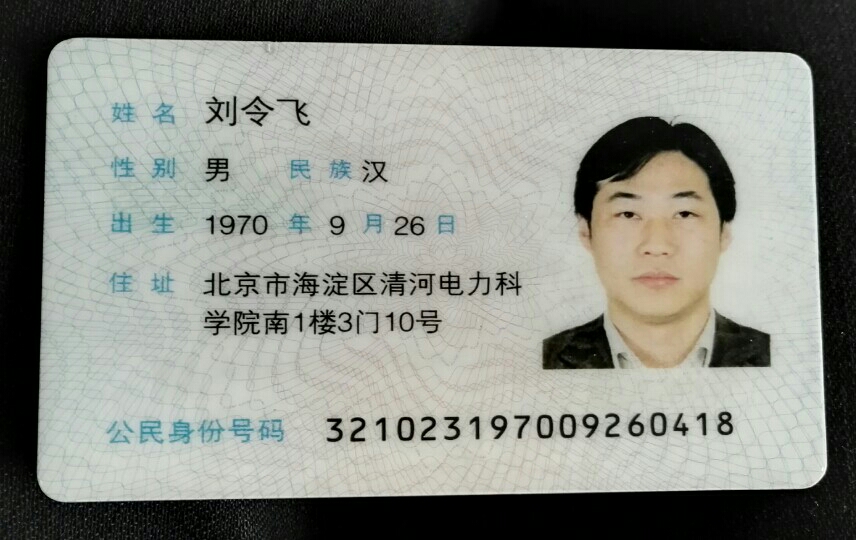 姓名 刘令飞
性别 男 民族 汉
出生 1970 年 9 月 26 日
住址 北京市海淀区清河电力科
学院南1楼3门10号
公民身份号码 321023197009260418